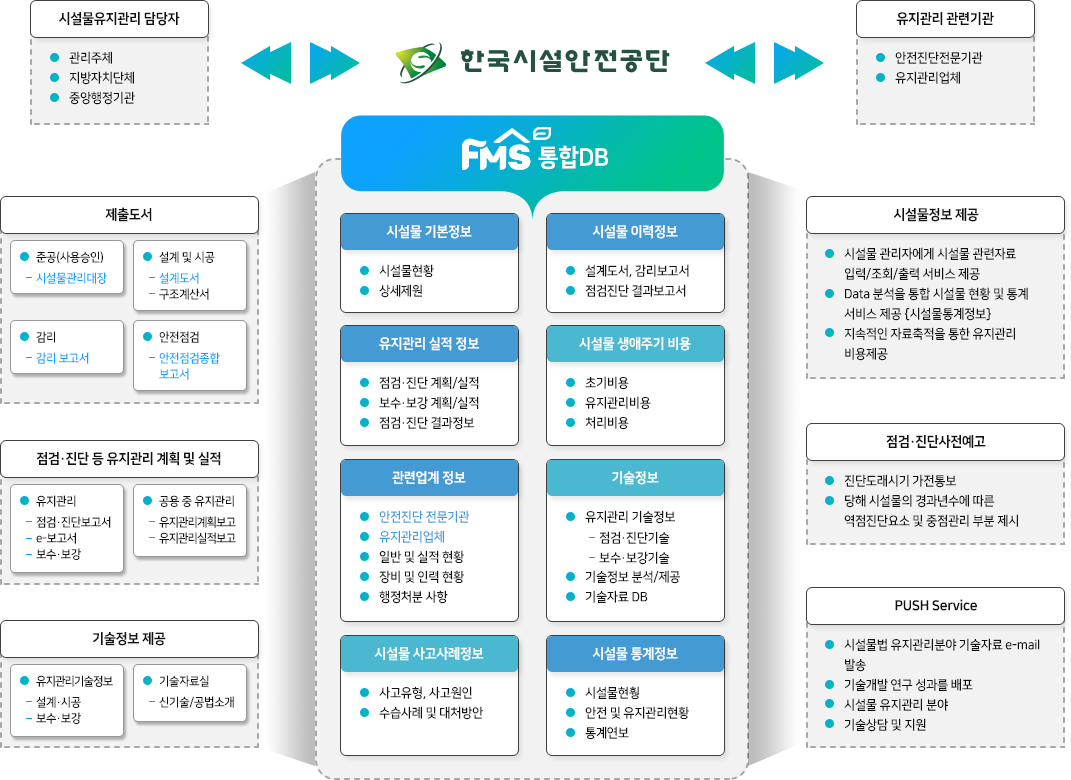 시설물유지관리 담당자
관리주체
지방자치단체
중앙행정기관
한국시설안전공단
유지관리 관련기관
안전진단전문기관
유지관리업체
FMS 통합DB
제출도서
준공(사용승인)
– 시설물관리대장
설계 및 시공
– 설계도서
– 구조계산서
감리
– 감리 보고서
안전점검
– 안전점검종합
보고서
점검·진단 등 유지관리 계획 및 실적
유지관리
– 점검·진단보고서
– e-보고서
– 보수·보강
공용 중 유지관리
– 유지관리계획보고
– 유지관리실적보고
기술정보 제공
유지관리기술정보
– 설계·시공
– 보수·보강
기술자료실
– 신기술/공법소개
시설물 기본정보
시설물현황
상세제원
시설물 이력정보
설계도서, 감리보고서
점검진단 결과보고서
유지관리 실적 정보
점검·진단 계획/실적
보수·보강 계획/실적
점검·진단 결과정보
시설물 생애주기 비용
초기비용
유지관리비용
처리비용
관련업계 정보
안전진단 전문기관
유지관리업체
일반 및 실적 현황
장비 및 인력 현황
행정처분 사항
기술정보
유지관리 기술정보
– 점검·진단기술
– 보수·보강기술
기술정보 분석/제공
기술자료 DB
시설물 사고사례정보
사고유형, 사고원인
수습사례 및 대처방안
시설물 통계정보
시설물현횡
안전 및 유지관리현황
통계연보
시설물정보 제공
시설물 관리자에게 시설물 관련자료
입력/조회/출력 서비스 제공
Data 분석을 통합 시설물 현황 및 통계
서비스 제공 {시설물통계정보}
지속적인 자료축적을 통한 유지관리
비용제공
점검·진단사전예고
진단도래시기 가전통보
당해 시설물의 경과년수에 따른
역점진단요소 및 중점관리 부분 제시
PUSH Service
시설물법 유지관리분야 기술자료 e-mail
발송
기술개발 연구 성과를 배포
시설물 유지관리 분야
기술상담 및 지원